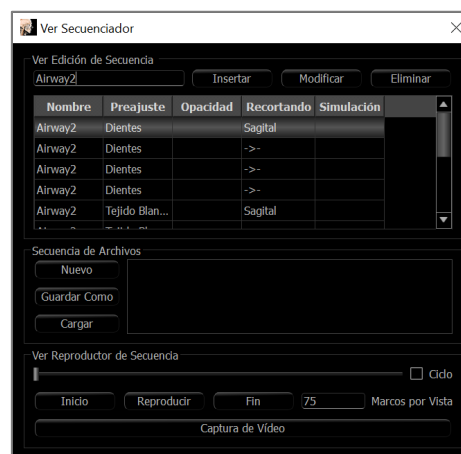 Ver Secuenciador
Ver Edición de Secuencia
Airway2 Insertar Modificar Eliminar
Nombre Preajuste Opacidad Recortando Simulación
Airway2 Dientes Sagital
Airway2 Dientes ->-
Airway2 Dientes ->-
Airway2 Dientes ->-
Airway2 Tejido Blan... Sagital
Secuencia de Archivos
Nuevo
Guardar Como
Cargar
Ver Reproductor de Secuencia
Ciclo
Inicio Reproducir Fin 75 Marcos por Vista
Captura de Vídeo